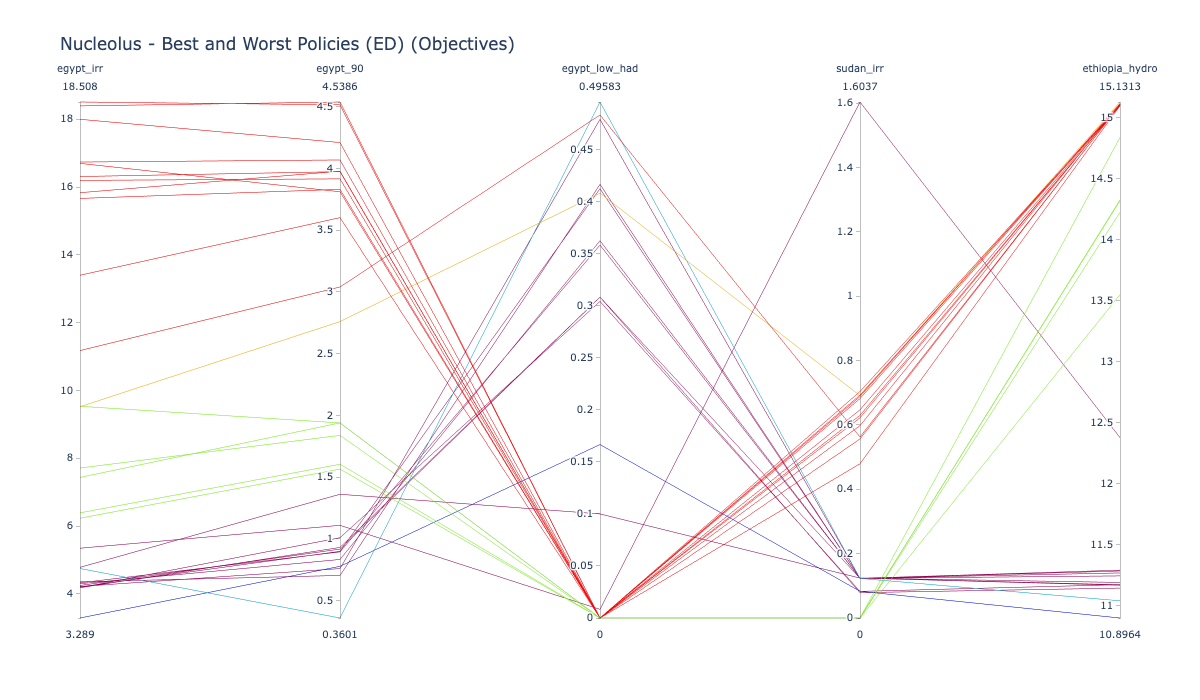 Nucleolus - Best and Worst Policies (ED) (Objectives)
egypt_irr egypt_90 egypt_low_had sudan_irr ethiopia_hydro
18.508 4.5386 0.49583 1.6037 15.1313
18 16 14 12 10 8 6 4
4.5 4 3.5 3 2.5 2 1.5 1 0.5
0.45 0.4 0.35 0.3 0.25 0.2 0.15 0.1 0.05 0
1.6 1.4 1.2 1 0.8 0.6 0.4 0.2 0
15 14.5 14 13.5 13 12.5 12 11.5 11
3.289 0.3601 0 0 10.8964